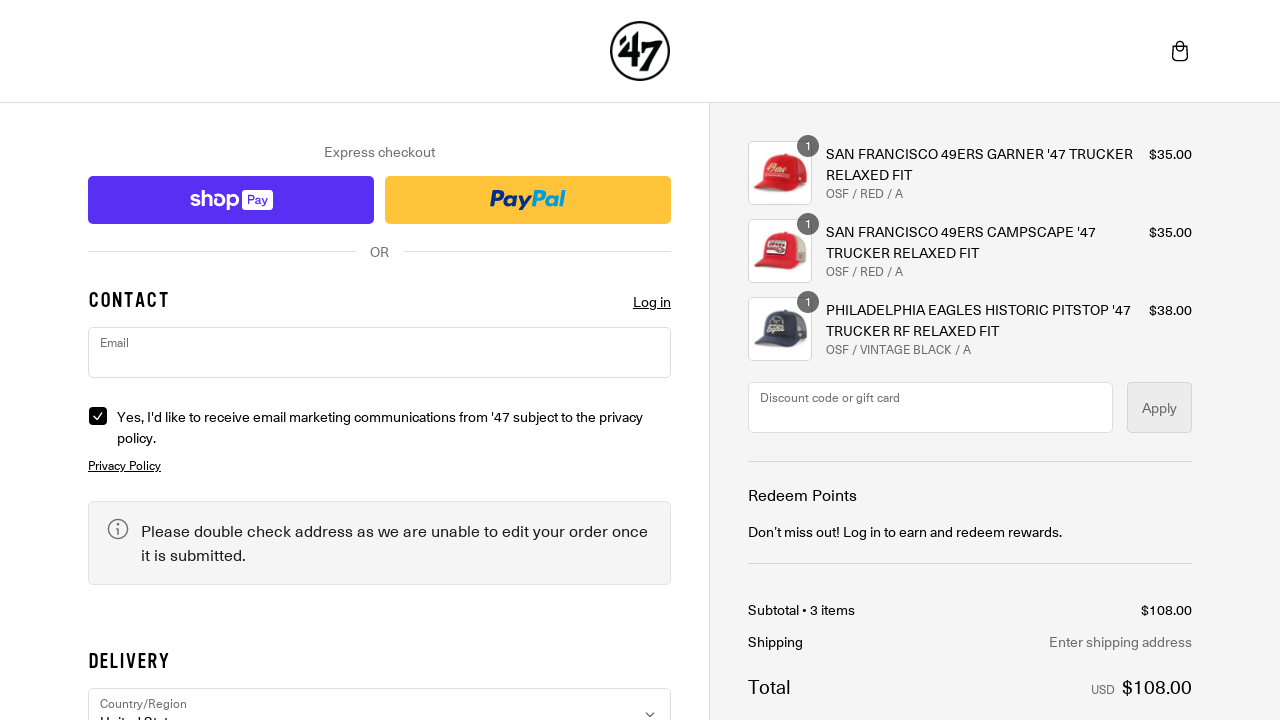 '47
Express checkout
shop Pay
PayPal
OR
CONTACT
Log in
Email
Yes, I'd like to receive email marketing communications from '47 subject to the privacy
policy.
Privacy Policy
Please double check address as we are unable to edit your order once
it is submitted.
DELIVERY
Country/Region
United States
1
SAN FRANCISCO 49ERS GARNER '47 TRUCKER
RELAXED FIT
OSF / RED / A
$35.00
1
SAN FRANCISCO 49ERS CAMPSCAPE '47
TRUCKER RELAXED FIT
OSF / RED / A
$35.00
1
PHILADELPHIA EAGLES HISTORIC PITSTOP '47
TRUCKER RF RELAXED FIT
OSF / VINTAGE BLACK / A
$38.00
Discount code or gift card
Apply
Redeem Points
Don't miss out! Log in to earn and redeem rewards.
Subtotal • 3 items
$108.00
Shipping
Enter shipping address
Total
USD $108.00